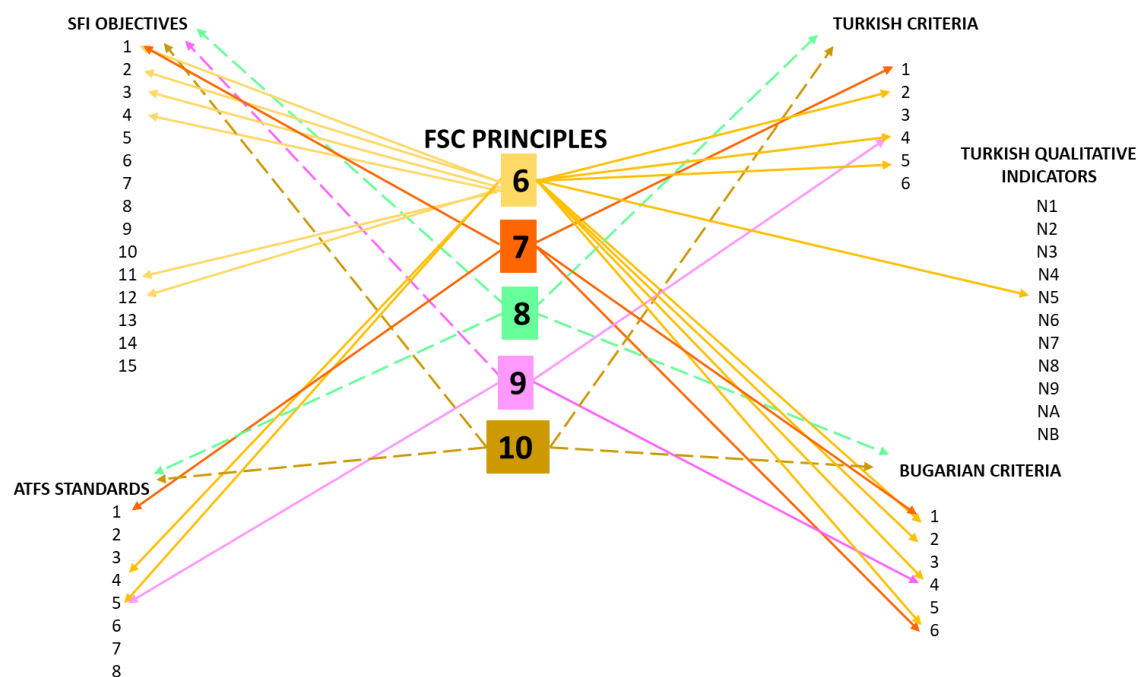 SFI OBJECTIVES
1
2
3
4
5
6
7
8
9
10
11
12
13
14
15
TURKISH CRITERIA
1
2
3
4
5
6
FSC PRINCIPLES
6
7
8
9
10
TURKISH QUALITATIVE
INDICATORS
N1
N2
N3
N4
N5
N6
N7
N8
N9
NA
NB
ATFS STANDARDS
1
2
3
4
5
6
7
8
BUGARIAN CRITERIA
1
2
3
4
5
6